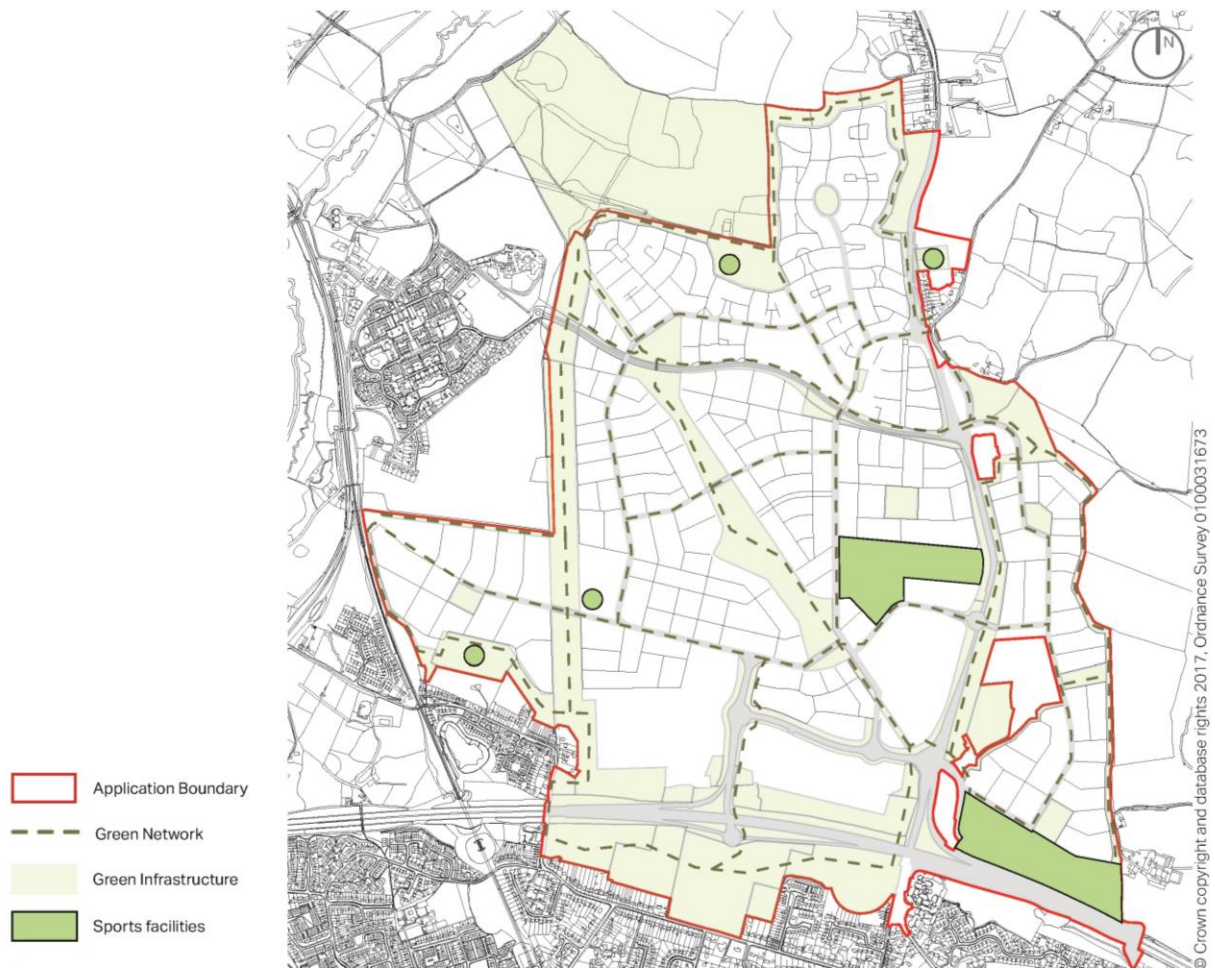 N
Application Boundary
Green Network
Green Infrastructure
Sports facilities
© Crown copyright and database rights 2017, Ordnance Survey 0100031673